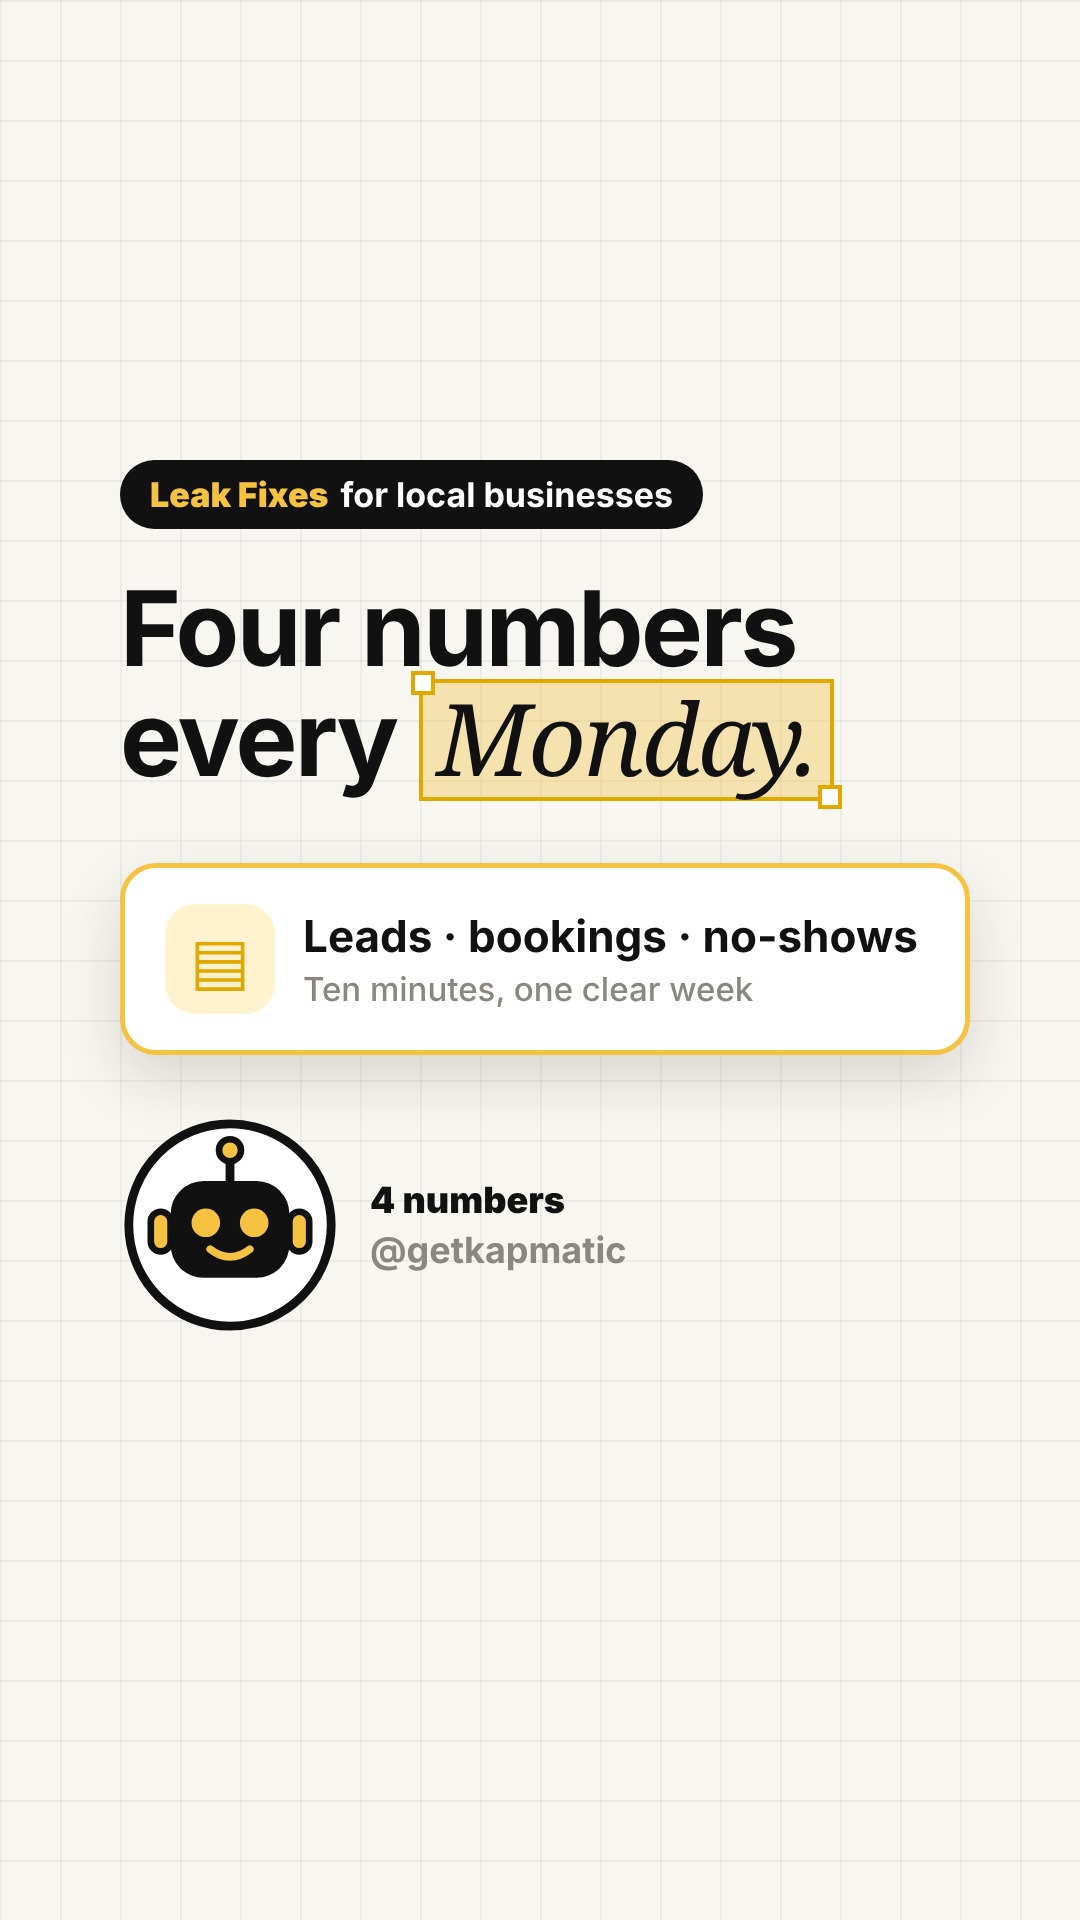 Leak Fixes for local businesses
Four numbers
every Monday.
Leads · bookings · no-shows
Ten minutes, one clear week
4 numbers
@getkapmatic